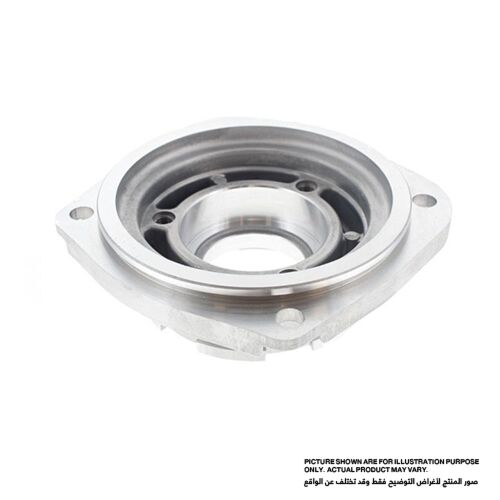 PICTURE SHOWN ARE FOR ILLUSTRATION PURPOSE
ONLY. ACTUAL PRODUCT MAY VARY.
صور المنتج لأغراض التوضيح فقط وقد تختلف عن الواقع